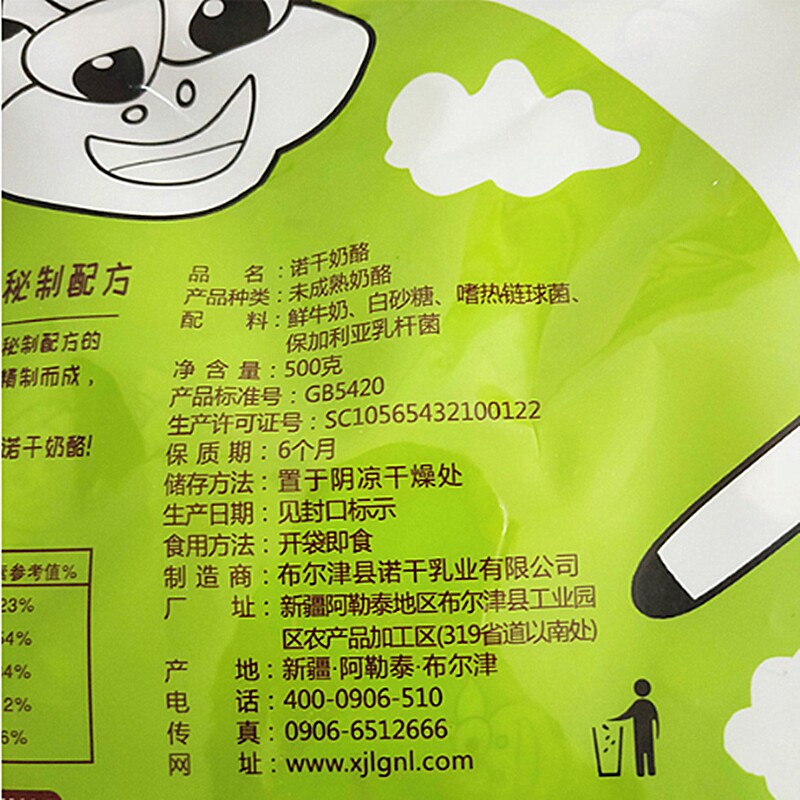 秘制配方
秘制配方的
精制而成，
诺干奶酪!
品 名：诺干奶酪
产品种类：未成熟奶酪
配 料：鲜牛奶、白砂糖、嗜热链球菌、
保加利亚乳杆菌
净 含 量：500克
产品标准号：GB5420
生产许可证号：SC10565432100122
保 质 期：6个月
储存方法：置于阴凉干燥处
生产日期：见封口标示
食用方法：开袋即食
制 造 商：布尔津县诺干乳业有限公司
厂 址：新疆阿勒泰地区布尔津县工业园
区农产品加工区(319省道以南处)
产 地：新疆·阿勒泰·布尔津
电 话：400-0906-510
传 真：0906-6512666
网 址：www.xjlgnl.com
素参考值%
23%
54%
4%
2%
6%